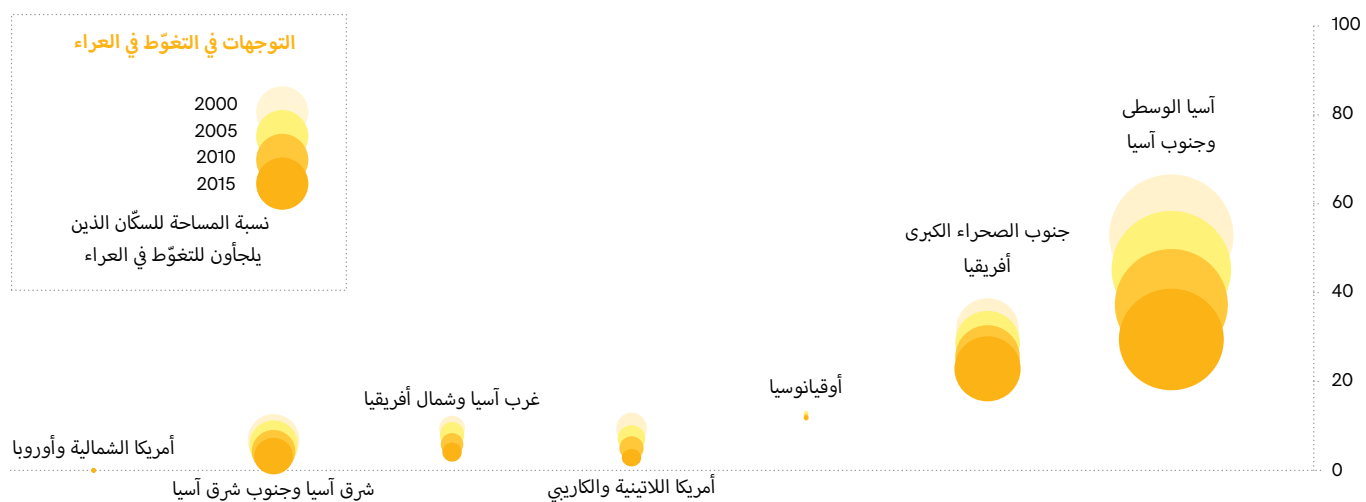 التوجهات في التغوّط في العراء
2000
2005
2010
2015
نسبة المساحة للسكّان الذين
يلجأون للتغوّط في العراء
100
80
60
40
20
0
آسيا الوسطى
وجنوب آسيا
جنوب الصحراء الكبرى
أفريقيا
أوقيانوسيا
أمريكا اللاتينية والكاريبي
غرب آسيا وشمال أفريقيا
شرق آسيا وجنوب شرق آسيا
أمريكا الشمالية وأوروبا